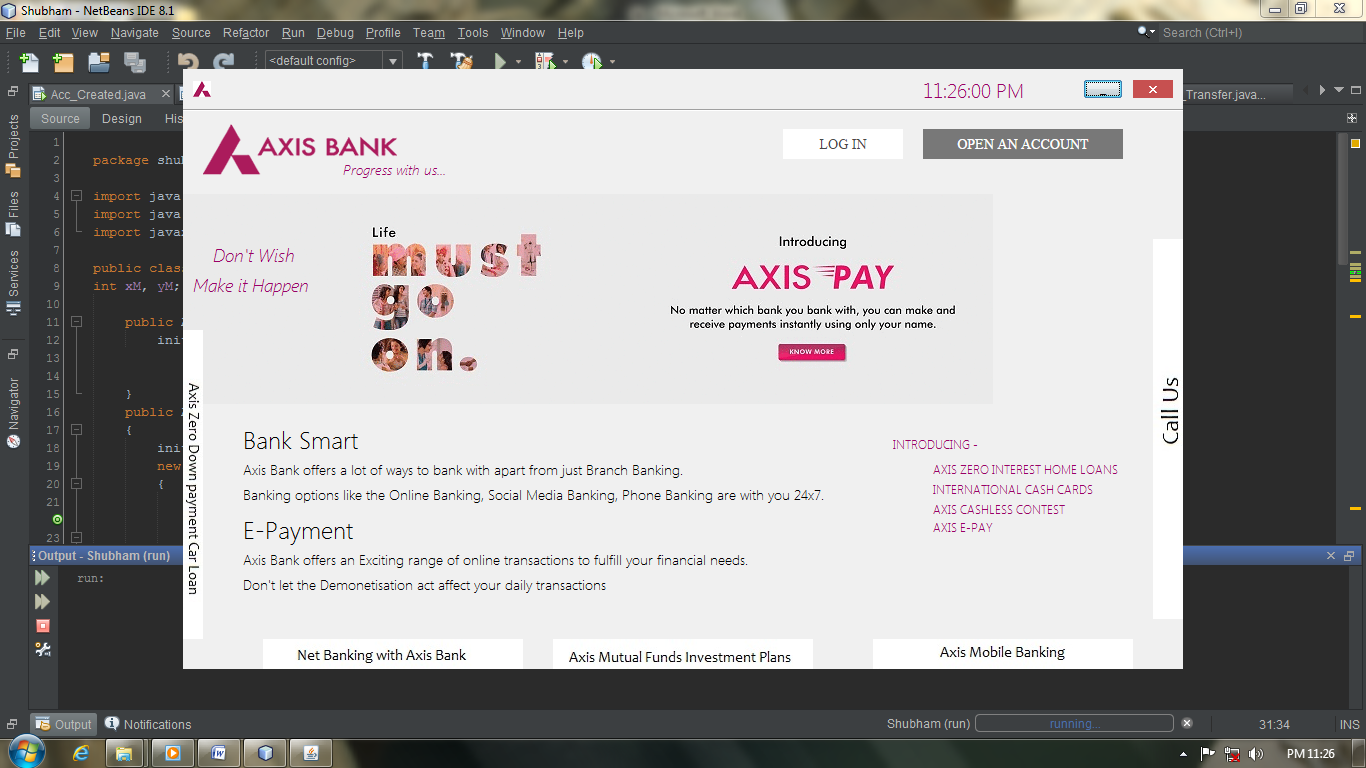 Shubham - NetBeans IDE 8.1
File Edit View Navigate Source Refactor Run Debug Profile Team Tools Window Help
Search (Ctrl+I)
<default config>
Acc_Created.java
_Transfer.java...
Source Design His
Projects
Files
Services
Navigator
1
2 package shu
3
4 import java
5 import java
6 import java
7
8 public class
9 int xM, yM;
10
11 public
12 ini
13
14
15 }
16 public
17 {
18 ini
19 new
20 {
21
23
11:26:00 PM
AXIS BANK
Progress with us...
LOG IN
OPEN AN ACCOUNT
Don't Wish
Make it Happen
Life
must
go
on.
Introducing
AXIS PAY
No matter which bank you bank with, you can make and
receive payments instantly using only your name.
KNOW MORE
Axis Zero Down payment Car Loan
Call Us
Bank Smart
Axis Bank offers a lot of ways to bank with apart from just Branch Banking.
Banking options like the Online Banking, Social Media Banking, Phone Banking are with you 24x7.
E-Payment
Axis Bank offers an Exciting range of online transactions to fulfill your financial needs.
Don't let the Demonetisation act affect your daily transactions
INTRODUCING -
AXIS ZERO INTEREST HOME LOANS
INTERNATIONAL CASH CARDS
AXIS CASHLESS CONTEST
AXIS E-PAY
Net Banking with Axis Bank
Axis Mutual Funds Investment Plans
Axis Mobile Banking
Output - Shubham (run)
run:
Output Notifications
Shubham (run) running... 31:34 INS
PM 11:26